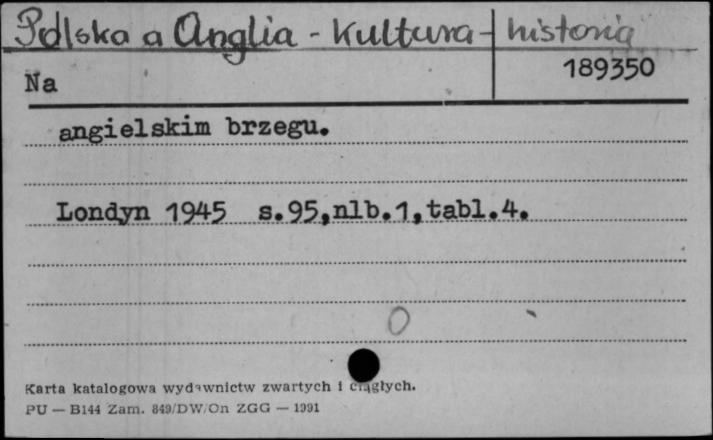 Polska a Anglia - Kultura - historia
189350
Na
angielskim brzegu.
Londyn 1945 s.95,nlb.1,tabl.4.
0
Karta katalogowa wydawnictw zwartych i ciągłych.
PU — B144 Zam. 849/DW/On ZGG — 1991